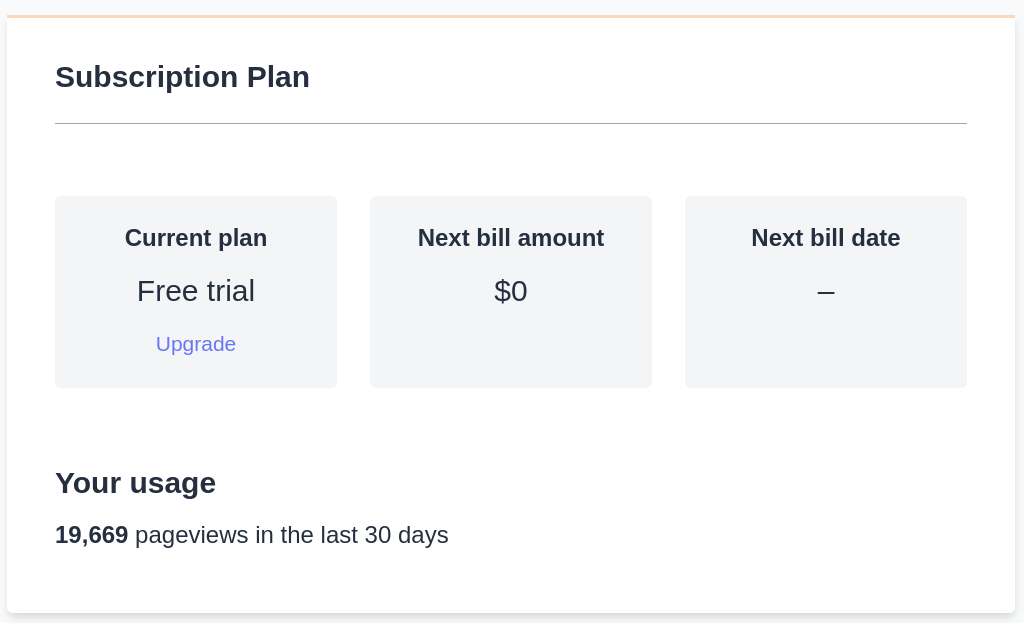 Subscription Plan
Current plan
Free trial
Upgrade
Next bill amount
$0
Next bill date
–
Your usage
19,669 pageviews in the last 30 days